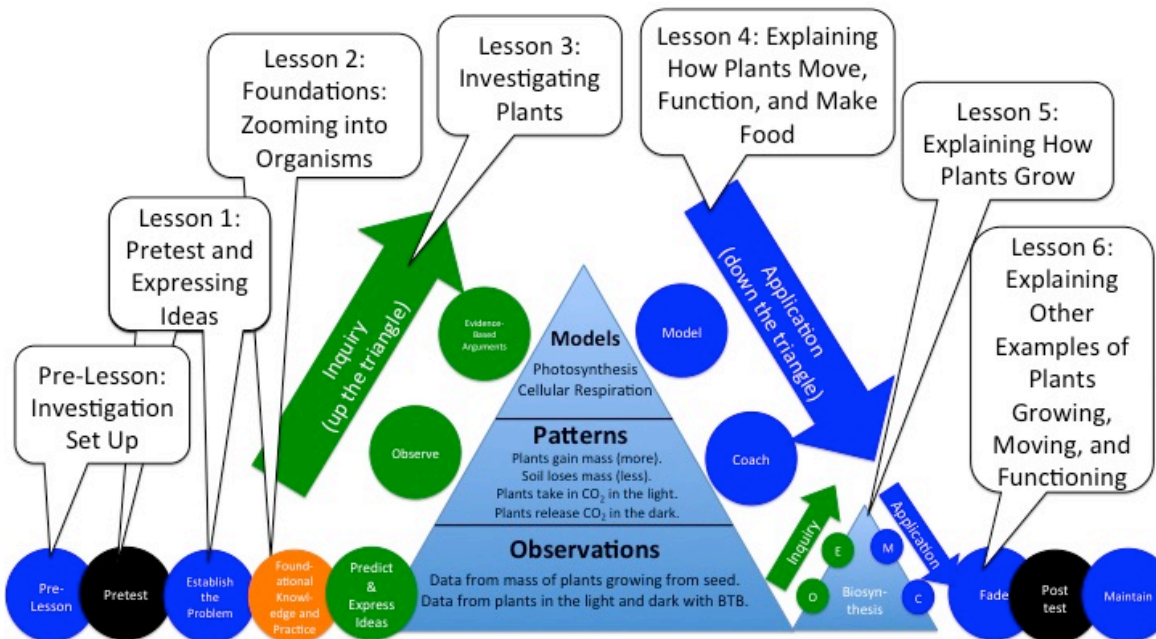 Lesson 2:
Foundations:
Zooming into
Organisms
Lesson 3:
Investigating
Plants
Lesson 4: Explaining
How Plants Move,
Function, and Make
Food
Lesson 5:
Explaining How
Plants Grow
Lesson 1:
Pretest and
Expressing
Ideas
Lesson 6:
Explaining
Other
Examples of
Plants
Growing,
Moving, and
Functioning
Pre-Lesson:
Investigation
Set Up
Inquiry
(up the triangle)
Evidence-
Based
Arguments
Observe
Models
Photosynthesis
Cellular Respiration
Patterns
Plants gain mass (more).
Soil loses mass (less).
Plants take in CO₂ in the light.
Plants release CO₂ in the dark.
Observations
Data from mass of plants growing from seed.
Data from plants in the light and dark with BTB.
Model
Coach
Application
(down the triangle)
Pre-
Lesson
Pretest
Establish
the
Problem
Found-
ational
Knowl-
edge and
Practice
Predict
&
Express
Ideas
Inquiry
O
E
M
C
Biosyn-
thesis
Application
Fade
Post
test
Maintain